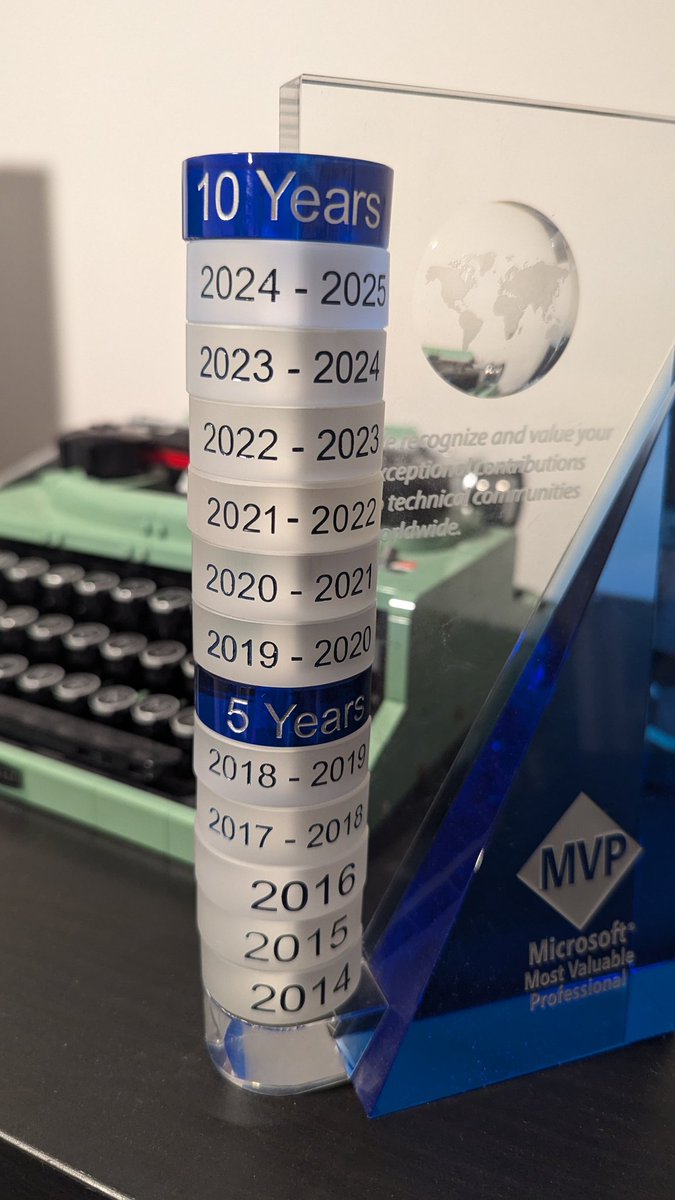 10 Years
2024 - 2025
2023 - 2024
2022 - 2023
2021 - 2022
2020 - 2021
2019 - 2020
5 Years
2018 - 2019
2017 - 2018
2016
2015
2014
recognize and value your
contributions
technical communities
MVP
Microsoft®
Most Valuable
Professional